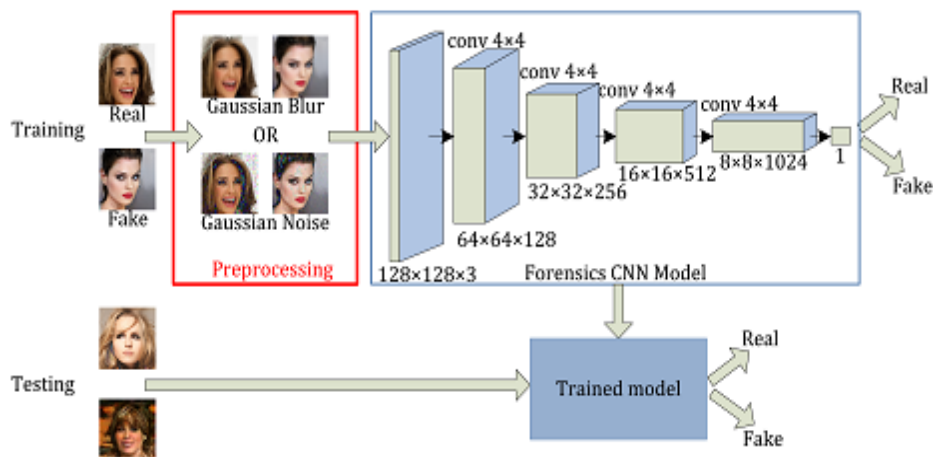 Training
Real
Fake
Gaussian Blur
OR
Gaussian Noise
Preprocessing
conv 4×4
conv 4×4
conv 4×4
conv 4×4
128×128×3
64×64×128
32×32×256
16×16×512
8×8×1024
1
Forensics CNN Model
Real
Fake
Testing
Trained model
Real
Fake